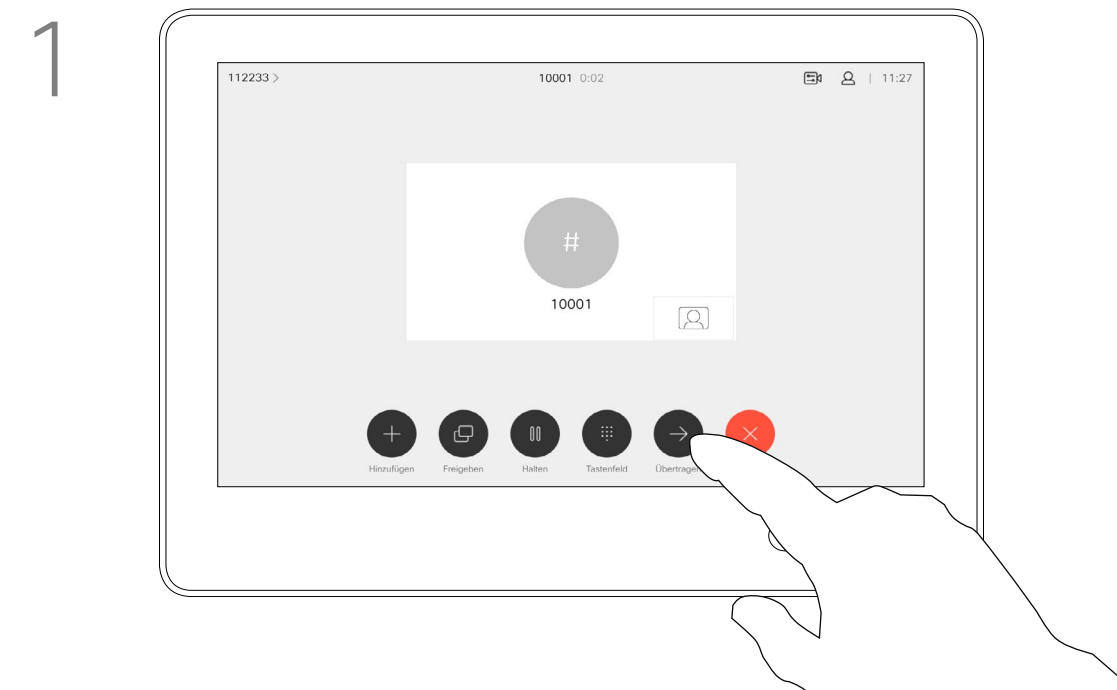 1
112233 >
10001 0:02
| 11:27
#
10001
Hinzufügen
Freigeben
Halten
Tastenfeld
Übertragen